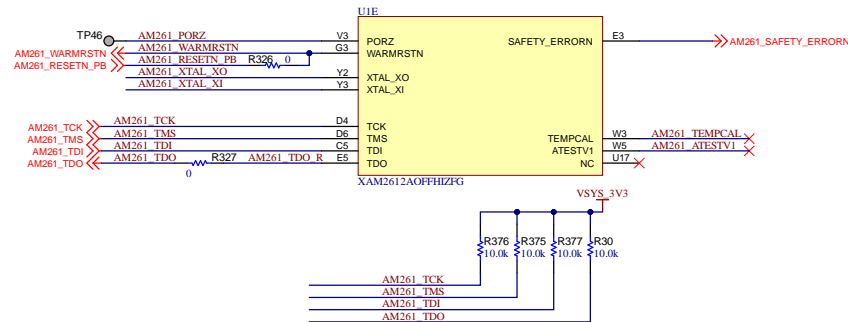 U1E
TP46
AM261_PORZ V3 PORZ SAFETY_ERRORN E3 AM261_SAFETY_ERRORN
AM261_WARMRSTN AM261_WARMRSTN G3 WARMRSTN
AM261_RESETN_PB AM261_RESETN_PB R326 0
AM261_XTAL_XO Y2 XTAL_XO
AM261_XTAL_XI Y3 XTAL_XI
AM261_TCK AM261_TCK D4 TCK
AM261_TMS AM261_TMS D6 TMS TEMPCAL W3 AM261_TEMPCAL
AM261_TDI AM261_TDI C5 TDI ATESTV1 W5 AM261_ATESTV1
AM261_TDO AM261_TDO R327 0 AM261_TDO_R E5 TDO NC U17
XAM2612AOFFHIZFG
VSYS_3V3
R376 R375 R377 R30
10.0k 10.0k 10.0k 10.0k
AM261_TCK
AM261_TMS
AM261_TDI
AM261_TDO